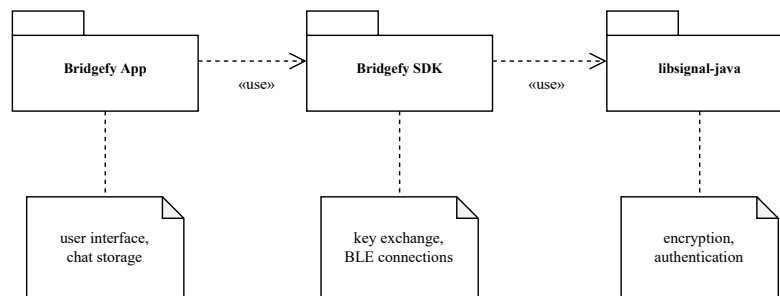 Bridgefy App
Bridgefy SDK
libsignal-java
«use»
«use»
user interface,
chat storage
key exchange,
BLE connections
encryption,
authentication